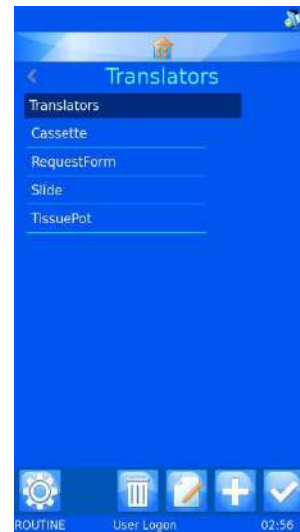 Translators
Translators
Cassette
RequestForm
Slide
TissuePot
ROUTINE User Logon 02:56